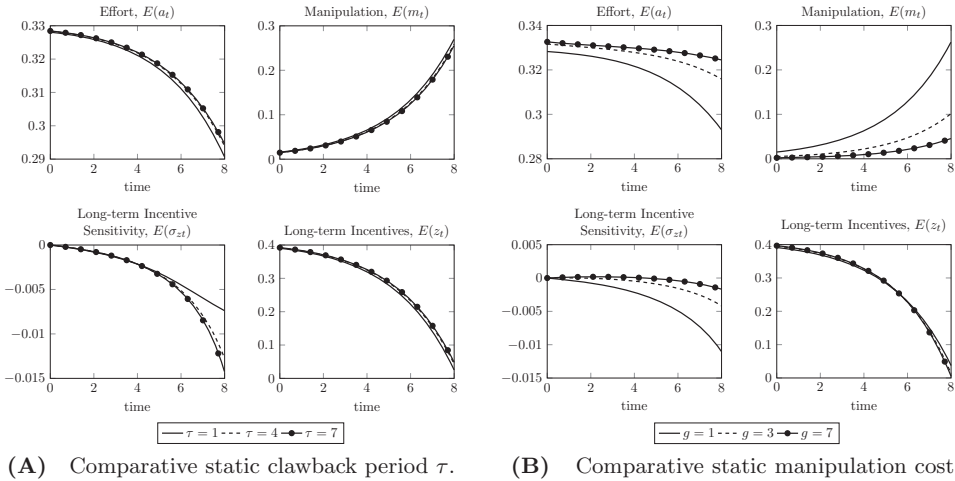 Effort, E(a_t)
0.33
0.32
0.31
0.3
0.29
0 2 4 6 8
time
Manipulation, E(m_t)
0.3
0.2
0.1
0
0 2 4 6 8
time
Long-term Incentive
Sensitivity, E(σ_{zt})
0
−0.005
−0.01
−0.015
0 2 4 6 8
time
Long-term Incentives, E(z_t)
0.4
0.3
0.2
0.1
0
0 2 4 6 8
time
τ = 1 τ = 4 τ = 7
(A) Comparative static clawback period τ.
Effort, E(a_t)
0.34
0.32
0.3
0.28
0 2 4 6 8
time
Manipulation, E(m_t)
0.3
0.2
0.1
0
0 2 4 6 8
time
Long-term Incentive
Sensitivity, E(σ_{zt})
0.005
0
−0.005
−0.01
−0.015
0 2 4 6 8
time
Long-term Incentives, E(z_t)
0.4
0.3
0.2
0.1
0
0 2 4 6 8
time
g = 1 g = 3 g = 7
(B) Comparative static manipulation cost